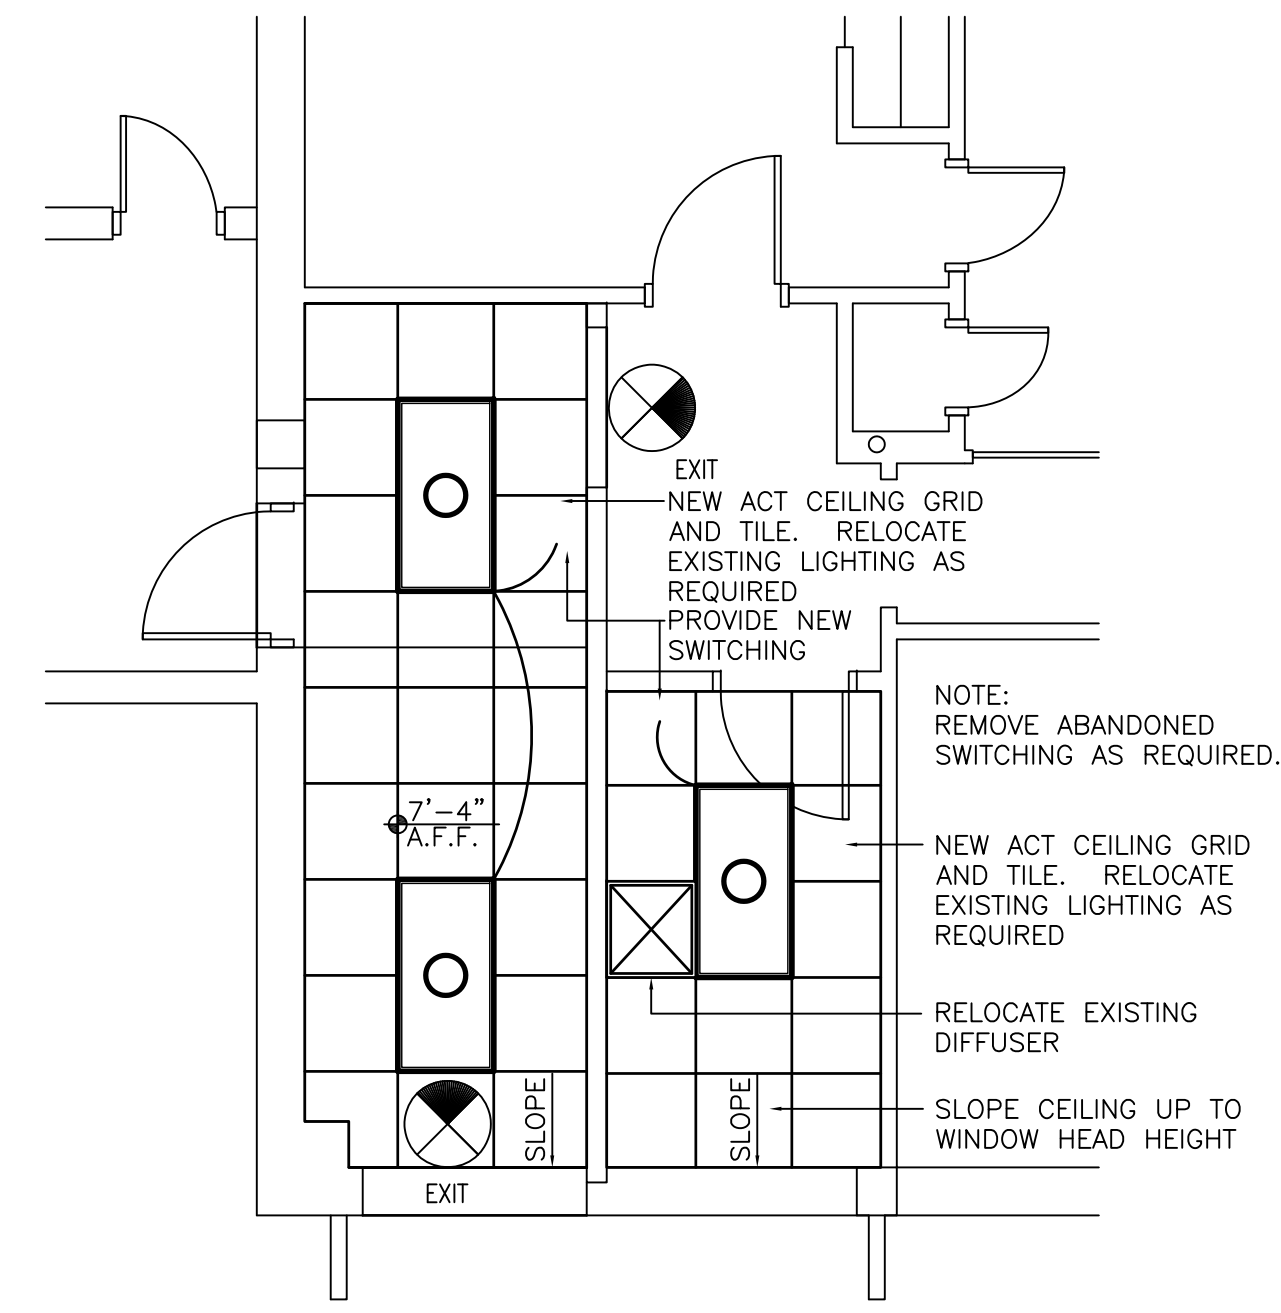 EXIT
NEW ACT CEILING GRID
AND TILE. RELOCATE
EXISTING LIGHTING AS
REQUIRED
PROVIDE NEW
SWITCHING
NOTE:
REMOVE ABANDONED
SWITCHING AS REQUIRED.
7'-4"
A.F.F.
NEW ACT CEILING GRID
AND TILE. RELOCATE
EXISTING LIGHTING AS
REQUIRED
RELOCATE EXISTING
DIFFUSER
SLOPE
SLOPE
SLOPE CEILING UP TO
WINDOW HEAD HEIGHT
EXIT